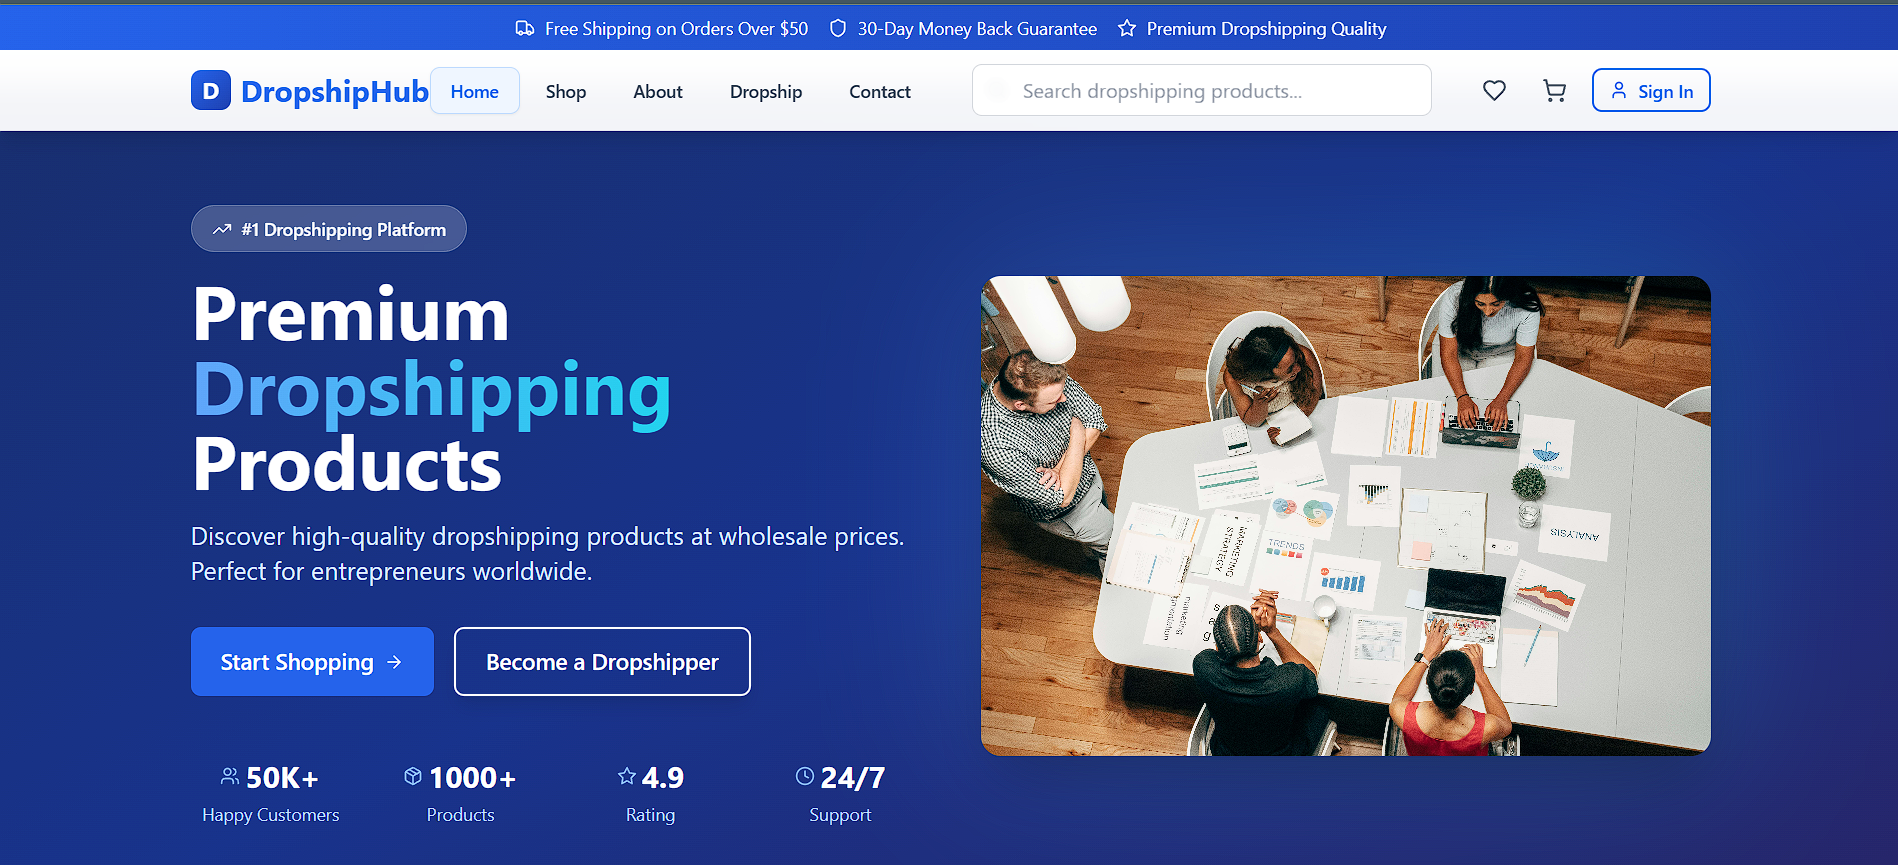 Free Shipping on Orders Over $50 30-Day Money Back Guarantee Premium Dropshipping Quality
D DropshipHub Home Shop About Dropship Contact Search dropshipping products... Sign In
#1 Dropshipping Platform
Premium
Dropshipping
Products
Discover high-quality dropshipping products at wholesale prices.
Perfect for entrepreneurs worldwide.
Start Shopping → Become a Dropshipper
50K+ 1000+ 4.9 24/7
Happy Customers Products Rating Support
ANALYSIS
TRENDS
MARKETING
STRATEGY